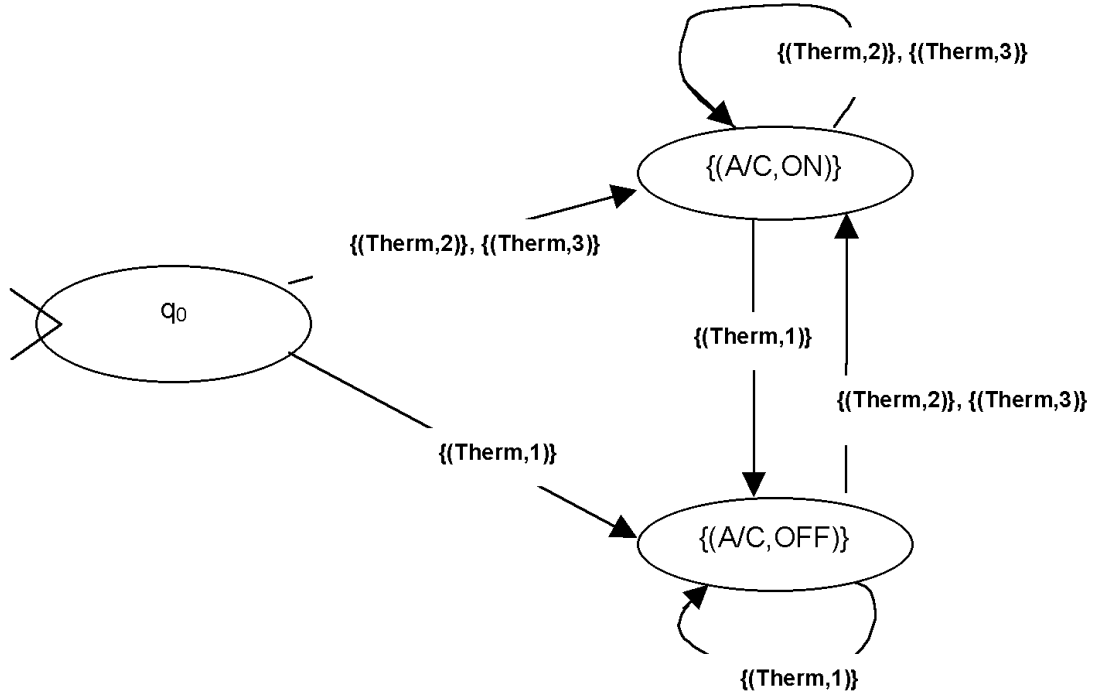 {(Therm,2)}, {(Therm,3)}
{(A/C,ON)}
{(Therm,2)}, {(Therm,3)}
q0
{(Therm,1)}
{(Therm,2)}, {(Therm,3)}
{(Therm,1)}
{(A/C,OFF)}
{(Therm,1)}